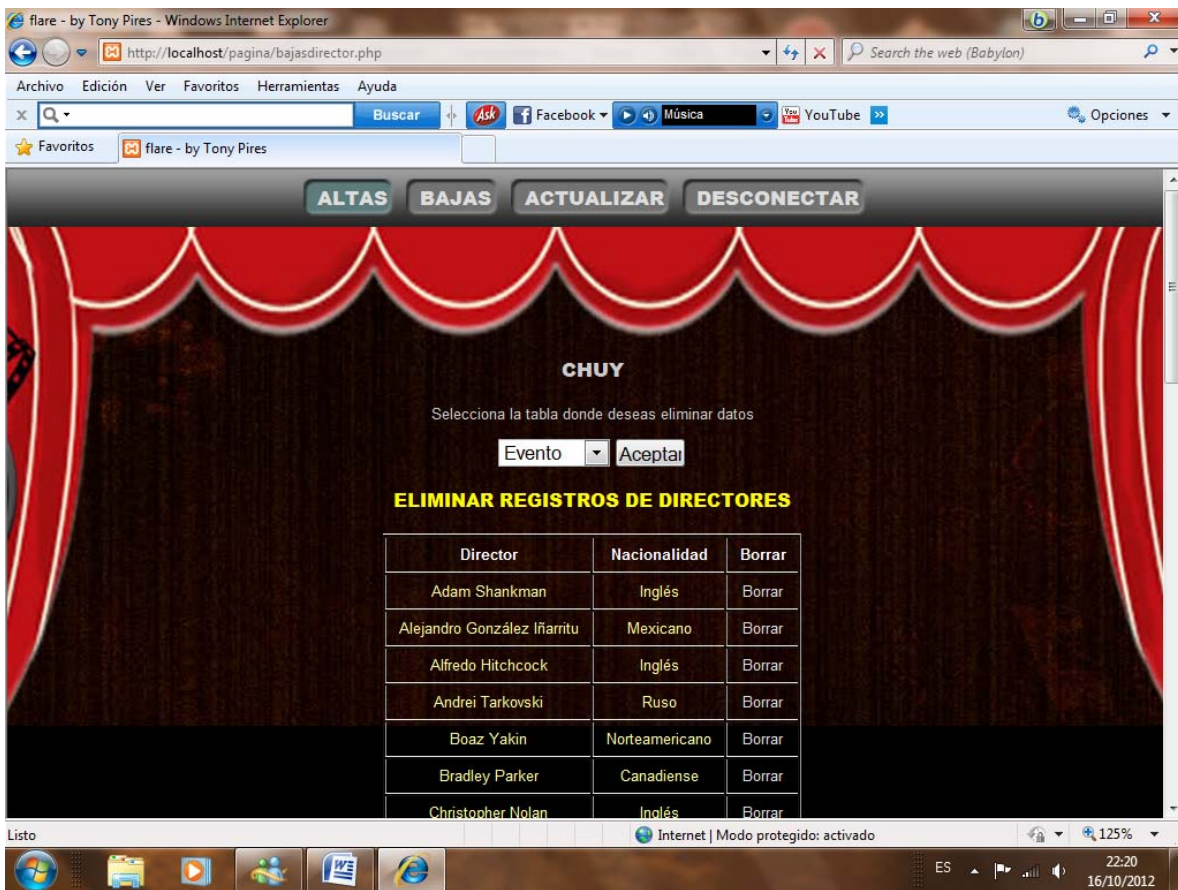 flare - by Tony Pires - Windows Internet Explorer
http://localhost/pagina/bajasdirector.php
Search the web (Babylon)
Archivo Edición Ver Favoritos Herramientas Ayuda
Buscar Ask Facebook Música YouTube Opciones
Favoritos flare - by Tony Pires
ALTAS BAJAS ACTUALIZAR DESCONECTAR
CHUY
Selecciona la tabla donde deseas eliminar datos
Evento Aceptar
ELIMINAR REGISTROS DE DIRECTORES
Director Nacionalidad Borrar
Adam Shankman Inglés Borrar
Alejandro González Iñarritu Mexicano Borrar
Alfredo Hitchcock Inglés Borrar
Andrei Tarkovski Ruso Borrar
Boaz Yakin Norteamericano Borrar
Bradley Parker Canadiense Borrar
Christopher Nolan Inglés Borrar
Listo Internet | Modo protegido: activado 125%
ES 22:20
16/10/2012